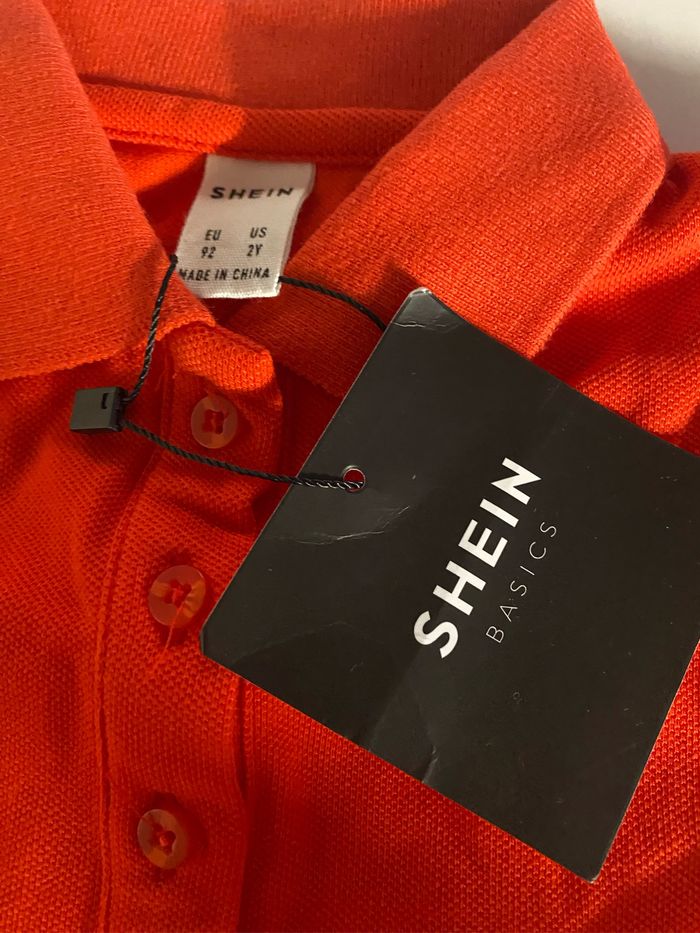 SHEIN
EU US
92 2Y
MADE IN CHINA
SHEIN
BASICS